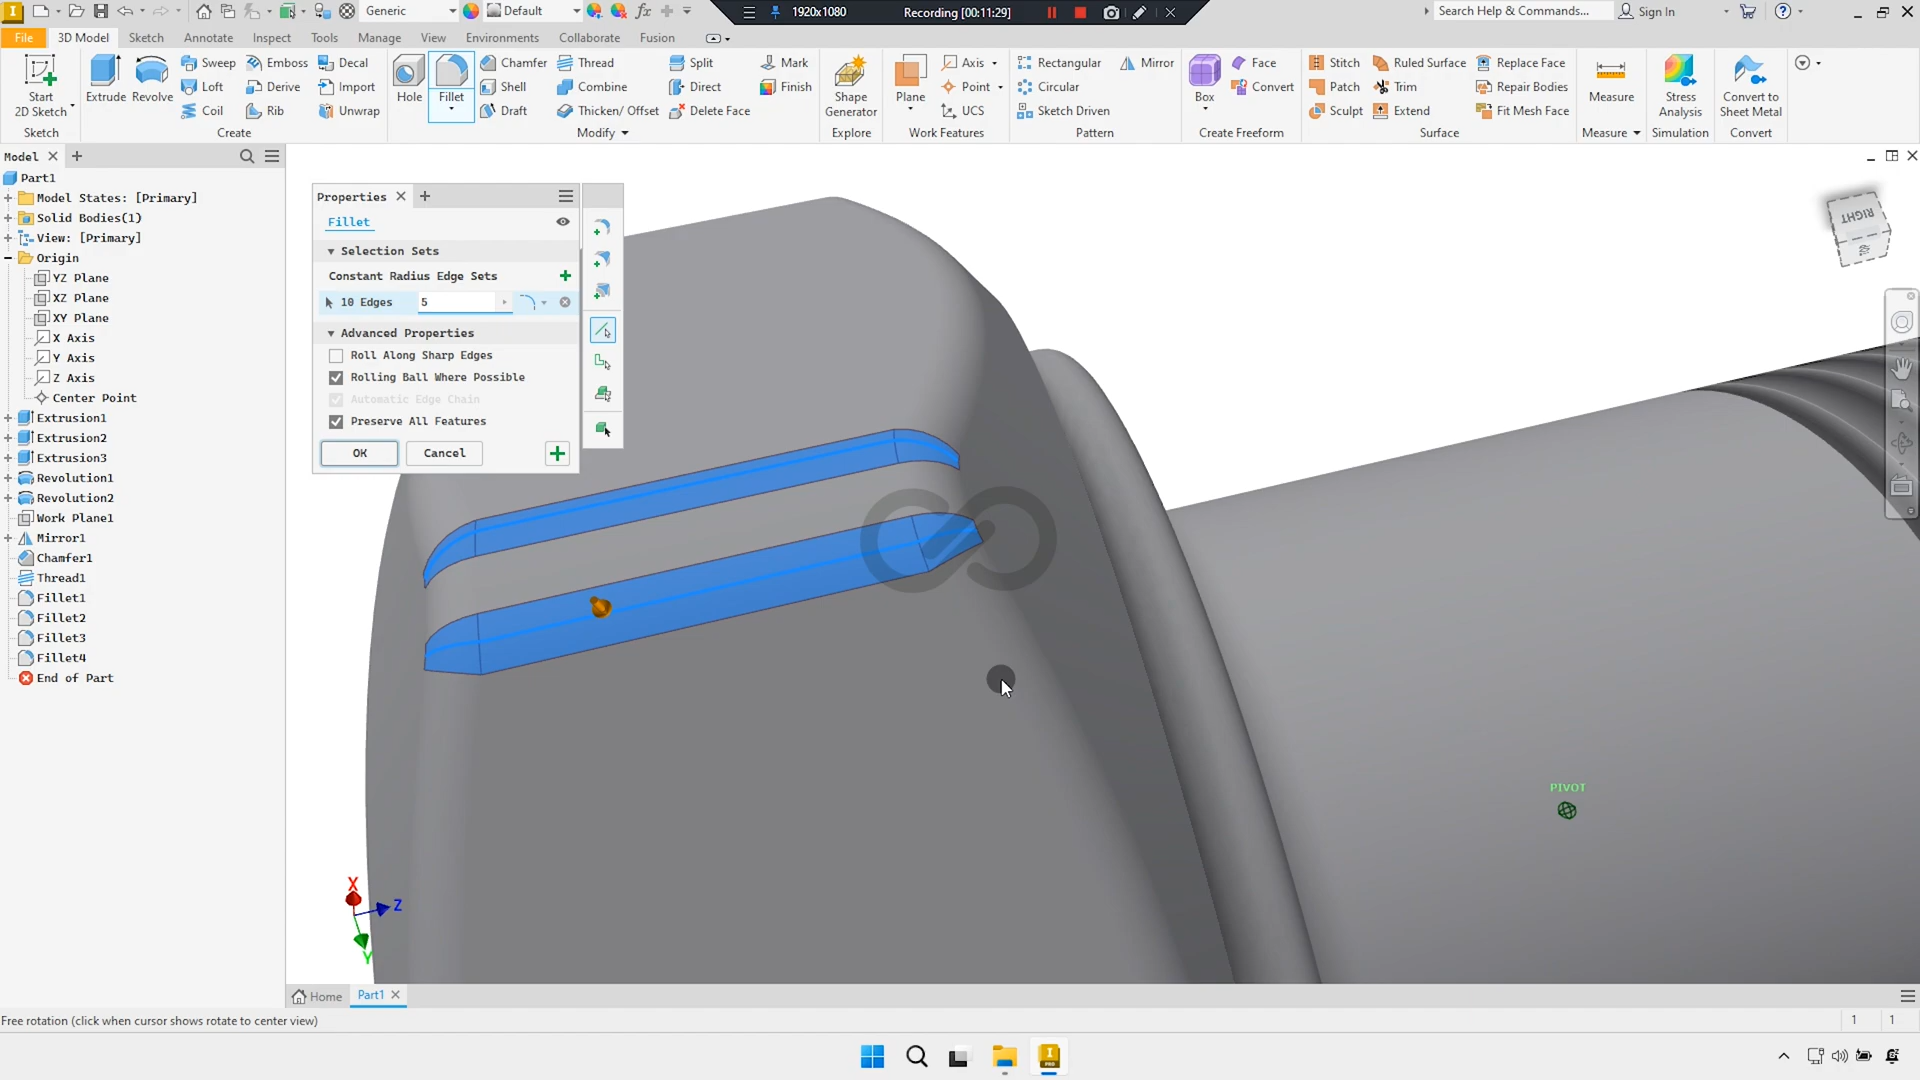 Generic
Default
1920x1080
Recording [00:11:29]
Search Help & Commands...
Sign In
File
3D Model
Sketch
Annotate
Inspect
Tools
Manage
View
Environments
Collaborate
Fusion
Start
2D Sketch
Extrude
Revolve
Sweep
Loft
Coil
Emboss
Derive
Rib
Decal
Import
Unwrap
Hole
Fillet
Chamfer
Shell
Draft
Thread
Combine
Thicken/ Offset
Split
Direct
Delete Face
Mark
Finish
Shape
Generator
Plane
Axis
Point
UCS
Rectangular
Circular
Sketch Driven
Mirror
Box
Face
Convert
Stitch
Patch
Sculpt
Ruled Surface
Trim
Extend
Replace Face
Repair Bodies
Fit Mesh Face
Measure
Stress
Analysis
Convert to
Sheet Metal
Sketch
Create
Modify
Explore
Work Features
Pattern
Create Freeform
Surface
Measure
Simulation
Convert
Model
Part1
Model States: [Primary]
Solid Bodies(1)
View: [Primary]
Origin
YZ Plane
XZ Plane
XY Plane
X Axis
Y Axis
Z Axis
Center Point
Extrusion1
Extrusion2
Extrusion3
Revolution1
Revolution2
Work Plane1
Mirror1
Chamfer1
Thread1
Fillet1
Fillet2
Fillet3
Fillet4
End of Part
Properties
Fillet
Selection Sets
Constant Radius Edge Sets
10 Edges
5
Advanced Properties
Roll Along Sharp Edges
Rolling Ball Where Possible
Automatic Edge Chain
Preserve All Features
OK
Cancel
RIGHT
PIVOT
X
Z
Y
Home
Part1
Free rotation (click when cursor shows rotate to center view)
1
1